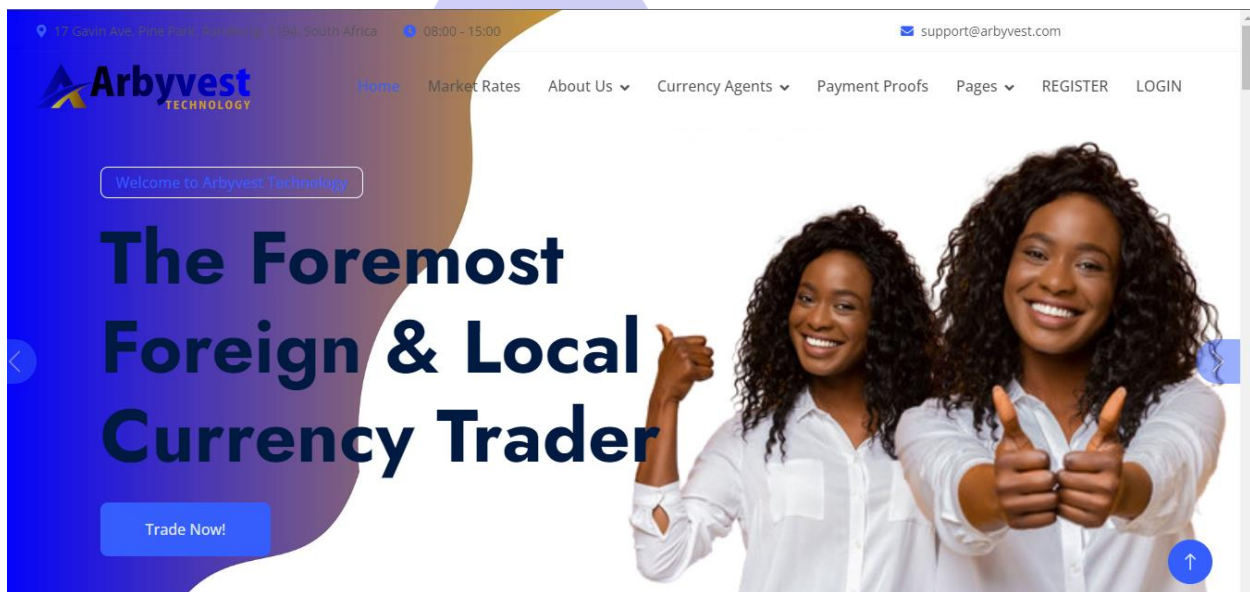 17 Gavin Ave, Pine Park, South Africa
08:00 - 15:00
support@arbyvest.com
Arbyvest
TECHNOLOGY
Home
Market Rates
About Us
Currency Agents
Payment Proofs
Pages
REGISTER
LOGIN
Welcome to Arbyvest Technology
The Foremost
Foreign & Local
Currency Trader
Trade Now!